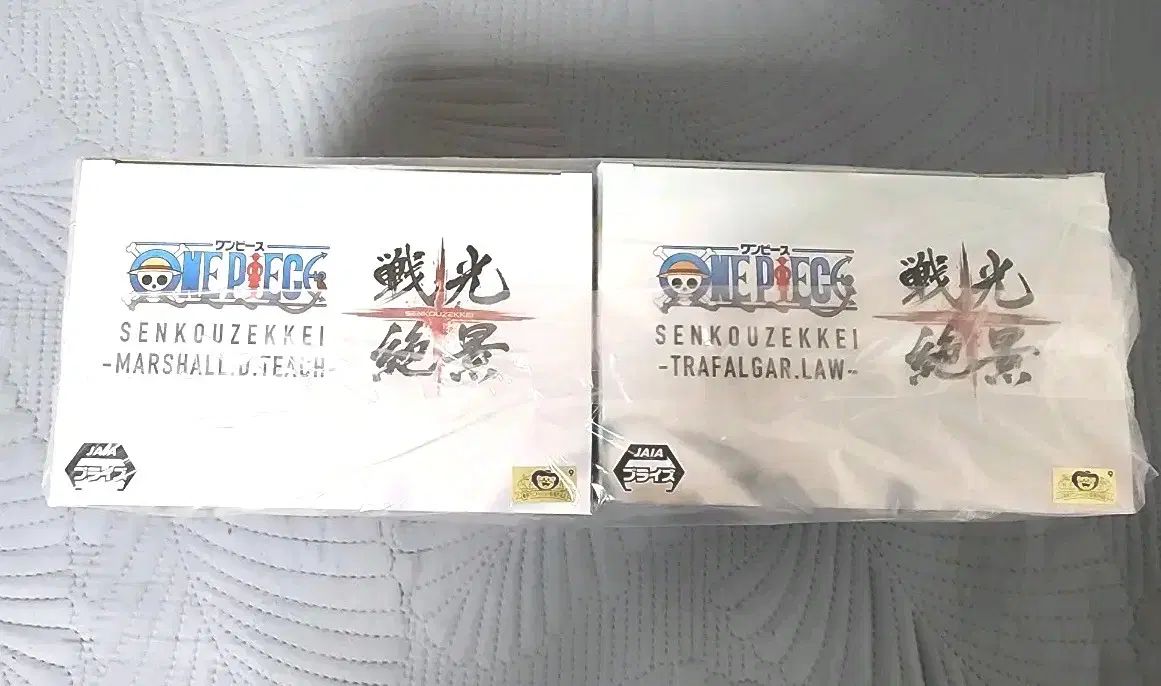 ワンピース
ONE PIECE
SENKOUZEKKEI
-MARSHALL.D.TEACH-
戦光
SENKOUZEKKEI
絶景
JAIA
プライズ
ワンピース
ONE PIECE
SENKOUZEKKEI
-TRAFALGAR.LAW-
戦光
絶景
JAIA
プライズ